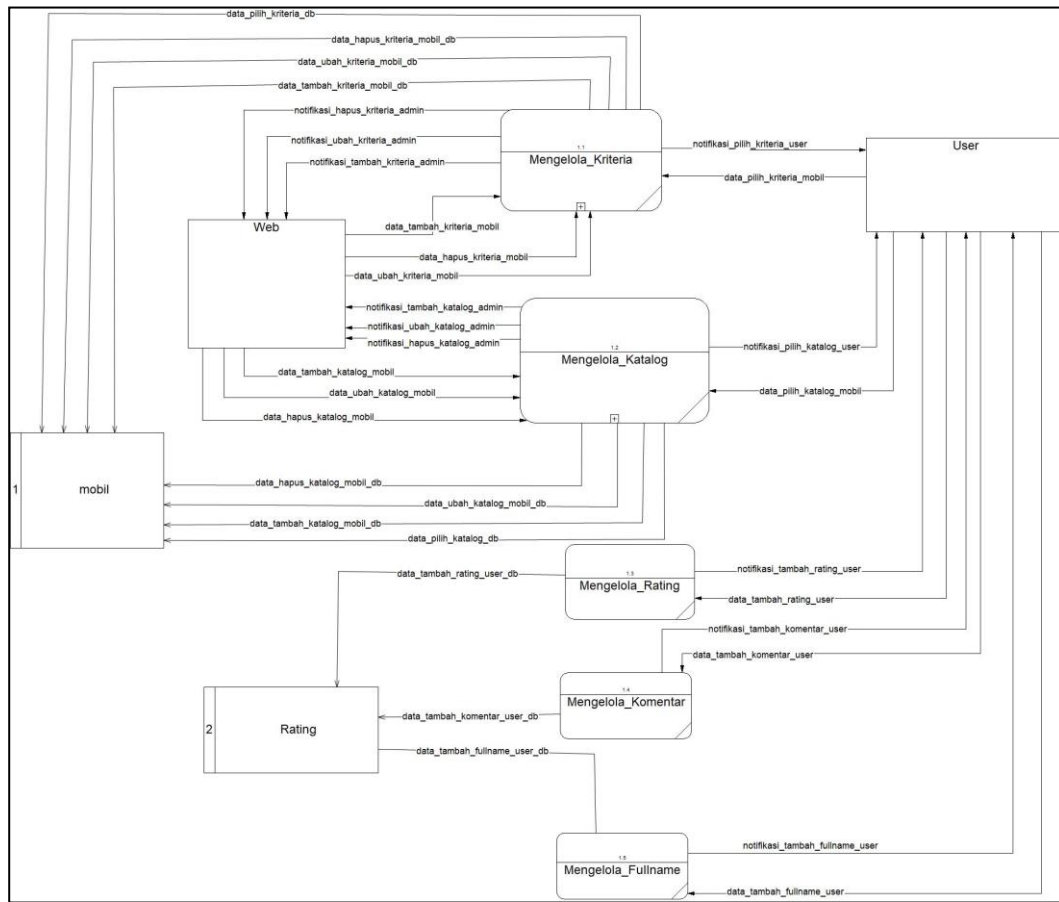 data_pilih_kriteria_db
data_hapus_kriteria_mobil_db
data_ubah_kriteria_mobil_db
data_tambah_kriteria_mobil_db
notifikasi_hapus_kriteria_admin
notifikasi_ubah_kriteria_admin
notifikasi_tambah_kriteria_admin
1.1
Mengelola_Kriteria
notifikasi_pilih_kriteria_user
data_pilih_kriteria_mobil
User
Web
data_tambah_kriteria_mobil
data_hapus_kriteria_mobil
data_ubah_kriteria_mobil
notifikasi_tambah_katalog_admin
notifikasi_ubah_katalog_admin
notifikasi_hapus_katalog_admin
1.2
Mengelola_Katalog
notifikasi_pilih_katalog_user
data_pilih_katalog_mobil
data_tambah_katalog_mobil
data_ubah_katalog_mobil
data_hapus_katalog_mobil
1
mobil
data_hapus_katalog_mobil_db
data_ubah_katalog_mobil_db
data_tambah_katalog_mobil_db
data_pilih_katalog_db
data_tambah_rating_user_db
1.3
Mengelola_Rating
notifikasi_tambah_rating_user
data_tambah_rating_user
notifikasi_tambah_komentar_user
data_tambah_komentar_user
1.4
Mengelola_Komentar
2
Rating
data_tambah_komentar_user_db
data_tambah_fullname_user_db
1.5
Mengelola_Fullname
notifikasi_tambah_fullname_user
data_tambah_fullname_user